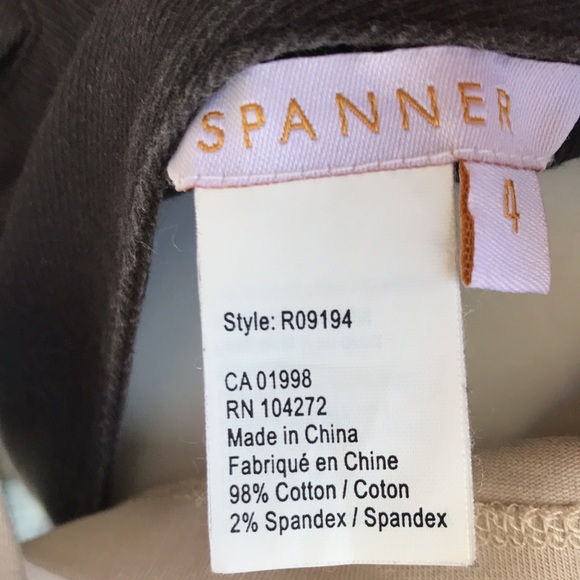 SPANNER
4
Style: R09194
CA 01998
RN 104272
Made in China
Fabriqué en Chine
98% Cotton / Coton
2% Spandex / Spandex